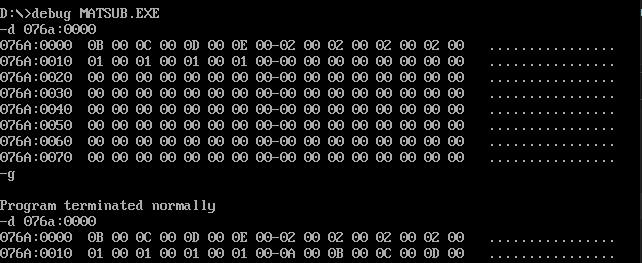 D:\>debug MATSUB.EXE
-d 076a:0000
076A:0000  0B 00 0C 00 0D 00 0E 00-02 00 02 00 02 00 02 00   ................
076A:0010  01 00 01 00 01 00 01 00-00 00 00 00 00 00 00 00   ................
076A:0020  00 00 00 00 00 00 00 00-00 00 00 00 00 00 00 00   ................
076A:0030  00 00 00 00 00 00 00 00-00 00 00 00 00 00 00 00   ................
076A:0040  00 00 00 00 00 00 00 00-00 00 00 00 00 00 00 00   ................
076A:0050  00 00 00 00 00 00 00 00-00 00 00 00 00 00 00 00   ................
076A:0060  00 00 00 00 00 00 00 00-00 00 00 00 00 00 00 00   ................
076A:0070  00 00 00 00 00 00 00 00-00 00 00 00 00 00 00 00   ................
-g
Program terminated normally
-d 076a:0000
076A:0000  0B 00 0C 00 0D 00 0E 00-02 00 02 00 02 00 02 00   ................
076A:0010  01 00 01 00 01 00 01 00-0A 00 0B 00 0C 00 0D 00   ................